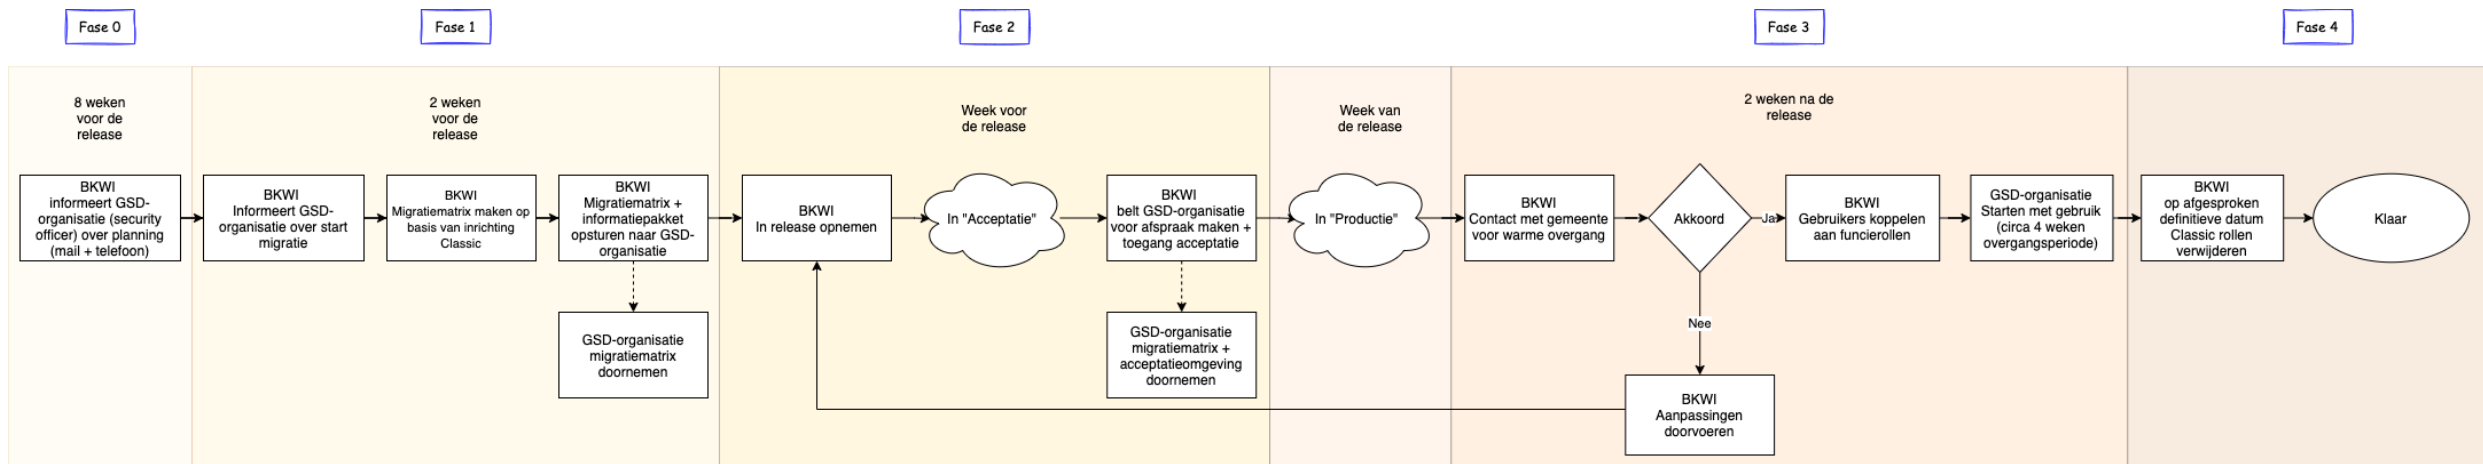 Fase 0
Fase 1
Fase 2
Fase 3
Fase 4
8 weken
voor de
release
2 weken
voor de
release
Week voor
de release
Week van
de release
2 weken na de
release
BKWI
informeert GSD-
organisatie (security
officer) over planning
(mail + telefoon)
BKWI
Informeert GSD-
organisatie over start
migratie
BKWI
Migratiematrix maken op
basis van inrichting
Classic
BKWI
Migratiematrix +
informatiepakket
opsturen naar GSD-
organisatie
GSD-organisatie
migratiematrix
doornemen
BKWI
In release opnemen
In "Acceptatie"
BKWI
belt GSD-organisatie
voor afspraak maken +
toegang acceptatie
GSD-organisatie
migratiematrix +
acceptatieomgeving
doornemen
In "Productie"
BKWI
Contact met gemeente
voor warme overgang
Akkoord
Ja
Nee
BKWI
Aanpassingen
doorvoeren
BKWI
Gebruikers koppelen
aan funcierollen
GSD-organisatie
Starten met gebruik
(circa 4 weken
overgangsperiode)
BKWI
op afgesproken
definitieve datum
Classic rollen
verwijderen
Klaar